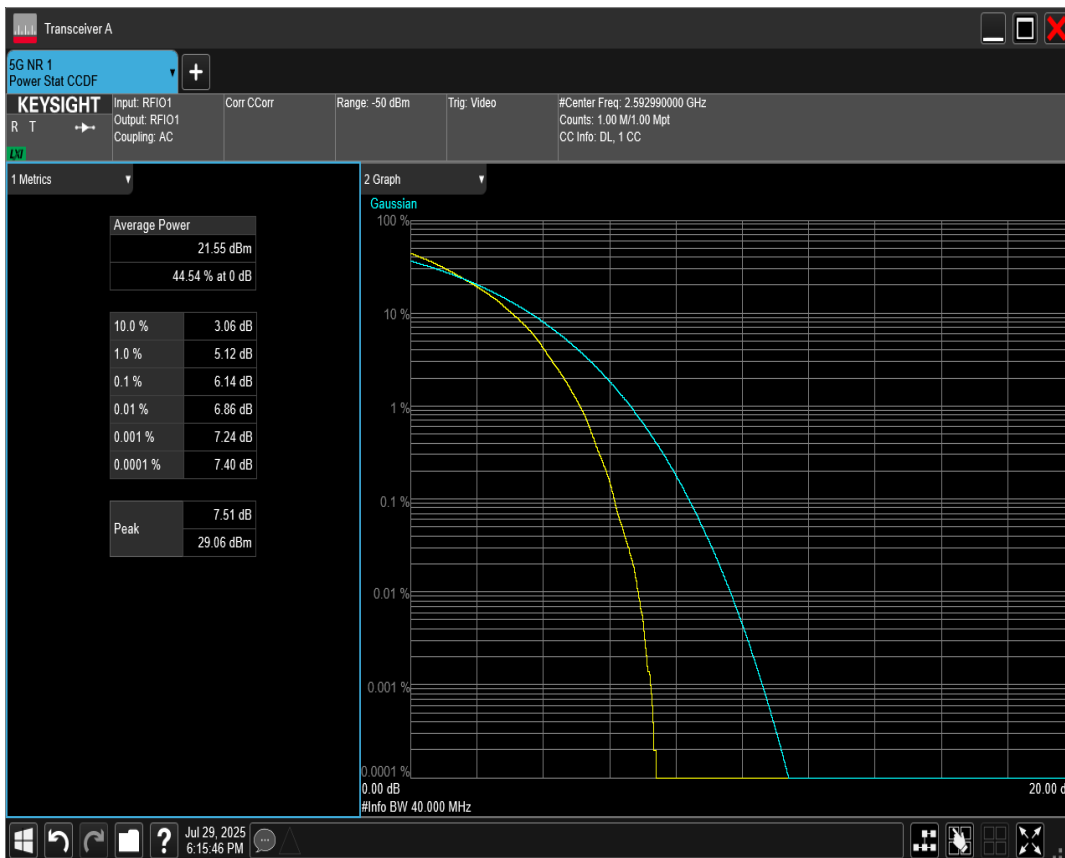 Transceiver A
5G NR 1
Power Stat CCDF
KEYSIGHT
R T
LXI
Input: RFIO1
Output: RFIO1
Coupling: AC
Corr CCorr
Range: -50 dBm
Trig: Video
#Center Freq: 2.592990000 GHz
Counts: 1.00 M/1.00 Mpt
CC Info: DL, 1 CC
1 Metrics
Average Power
21.55 dBm
44.54 % at 0 dB
10.0 % 3.06 dB
1.0 % 5.12 dB
0.1 % 6.14 dB
0.01 % 6.86 dB
0.001 % 7.24 dB
0.0001 % 7.40 dB
Peak
7.51 dB
29.06 dBm
2 Graph
Gaussian
100 %
10 %
1 %
0.1 %
0.01 %
0.001 %
0.0001 %
0.00 dB
20.00 d
#Info BW 40.000 MHz
Jul 29, 2025
6:15:46 PM